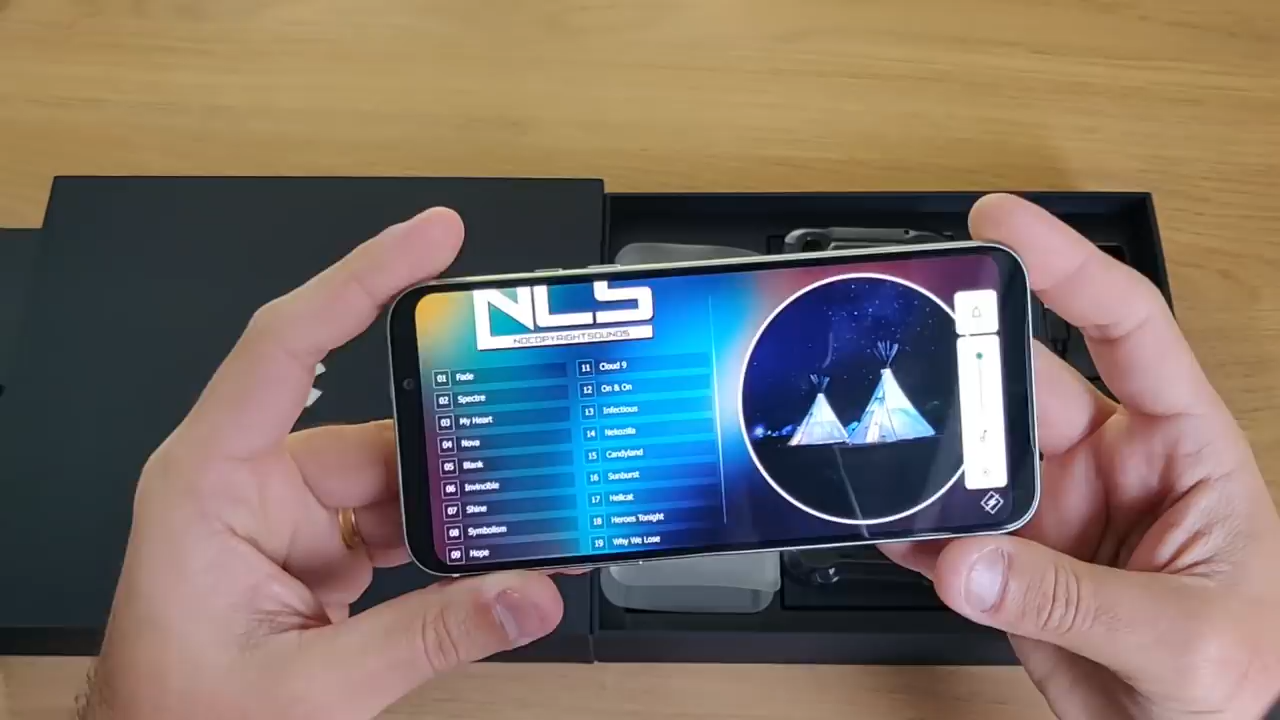 NCS
NOCOPYRIGHTSOUNDS
01 Fade
02 Spectre
03 My Heart
04 Nova
05 Blank
06 Invincible
07 Shine
08 Symbolism
09 Hope
11 Cloud 9
12 On & On
13 Infectious
14 Nekozilla
15 Candyland
16 Sunburst
17 Hellcat
18 Heroes Tonight
19 Why We Lose